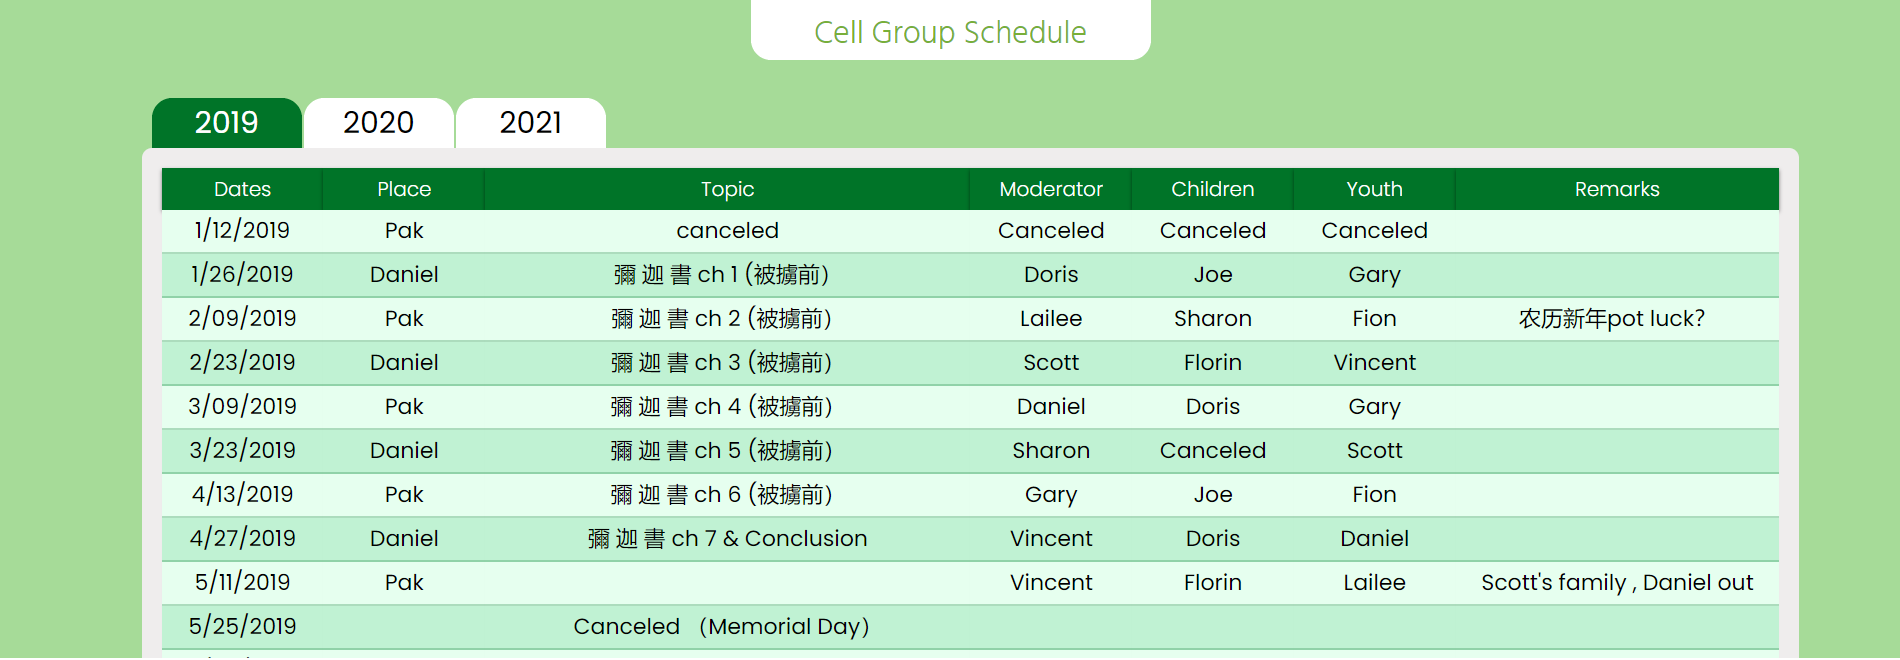 Cell Group Schedule
2019 2020 2021
Dates Place Topic Moderator Children Youth Remarks
1/12/2019 Pak canceled Canceled Canceled Canceled
1/26/2019 Daniel 彌 迦 書 ch 1 (被擄前) Doris Joe Gary
2/09/2019 Pak 彌 迦 書 ch 2 (被擄前) Lailee Sharon Fion 农历新年pot luck?
2/23/2019 Daniel 彌 迦 書 ch 3 (被擄前) Scott Florin Vincent
3/09/2019 Pak 彌 迦 書 ch 4 (被擄前) Daniel Doris Gary
3/23/2019 Daniel 彌 迦 書 ch 5 (被擄前) Sharon Canceled Scott
4/13/2019 Pak 彌 迦 書 ch 6 (被擄前) Gary Joe Fion
4/27/2019 Daniel 彌 迦 書 ch 7 & Conclusion Vincent Doris Daniel
5/11/2019 Pak Vincent Florin Lailee Scott's family , Daniel out
5/25/2019 Canceled （Memorial Day）